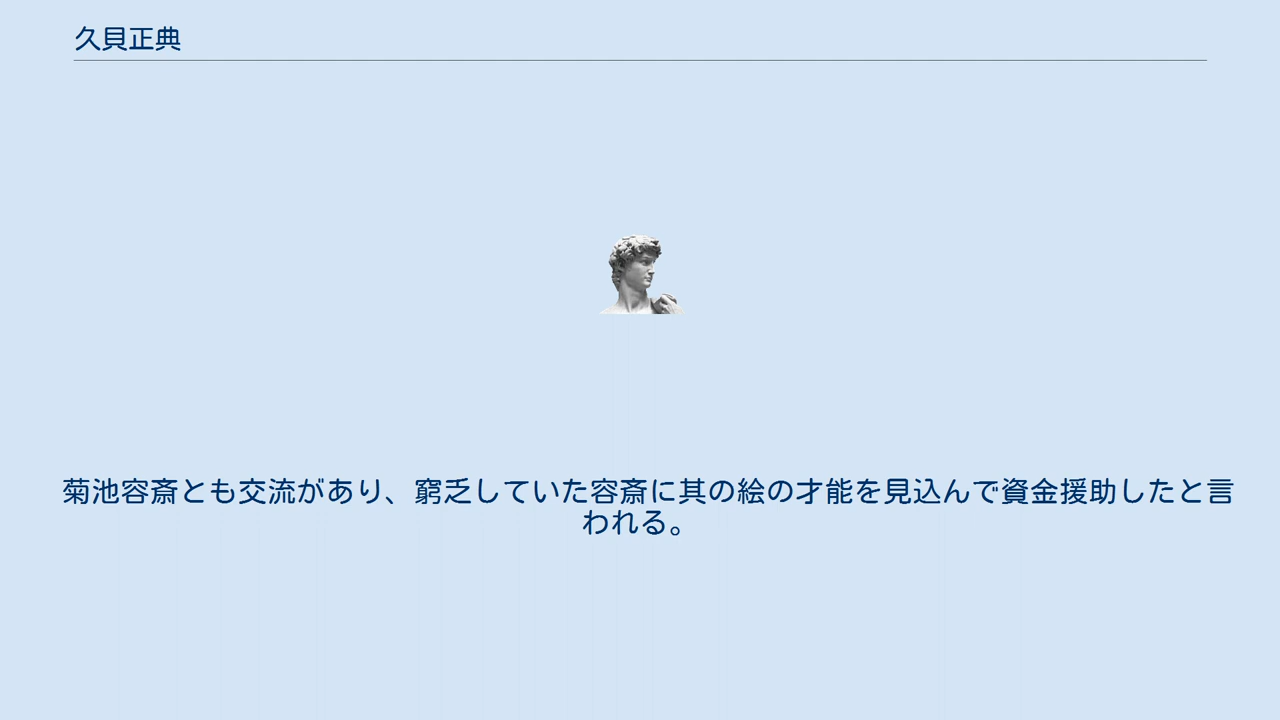 久貝正典
菊池容斎とも交流があり、窮乏していた容斎に其の絵の才能を見込んで資金援助したと言
われる。